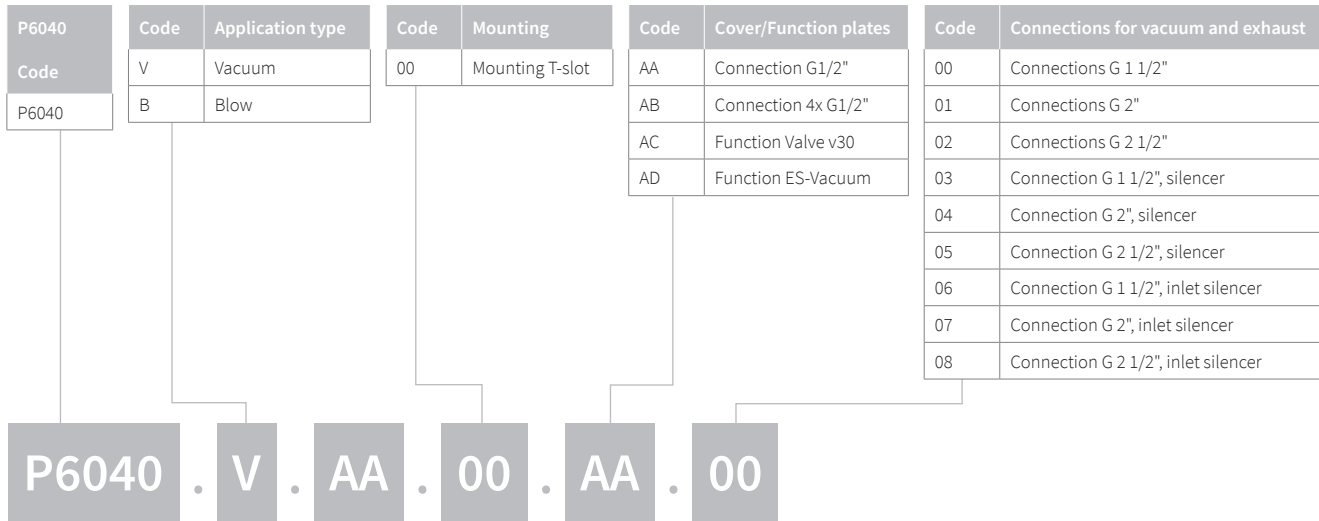 P6040
Code
P6040
Code Application type
V Vacuum
B Blow
Code Mounting
00 Mounting T-slot
Code Cover/Function plates
AA Connection G1/2"
AB Connection 4x G1/2"
AC Function Valve v30
AD Function ES-Vacuum
Code Connections for vacuum and exhaust
00 Connections G 1 1/2"
01 Connections G 2"
02 Connections G 2 1/2"
03 Connection G 1 1/2", silencer
04 Connection G 2", silencer
05 Connection G 2 1/2", silencer
06 Connection G 1 1/2", inlet silencer
07 Connection G 2", inlet silencer
08 Connection G 2 1/2", inlet silencer
P6040 . V . AA . 00 . AA . 00